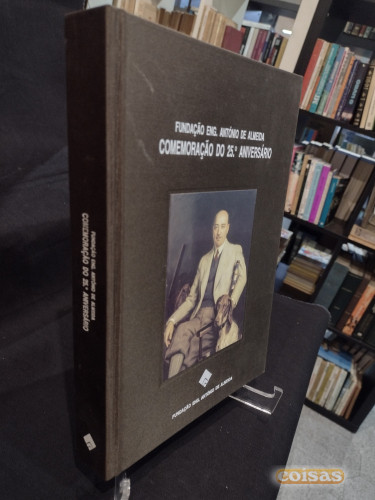 FUNDAÇÃO ENG. ANTÓNIO DE ALMEIDA
COMEMORAÇÃO DO 25.º ANIVERSÁRIO
FUNDAÇÃO ENG. ANTÓNIO DE ALMEIDA
FUNDAÇÃO ENG. ANTÓNIO DE ALMEIDA
COMEMORAÇÃO DO 25.º ANIVERSÁRIO
coisas